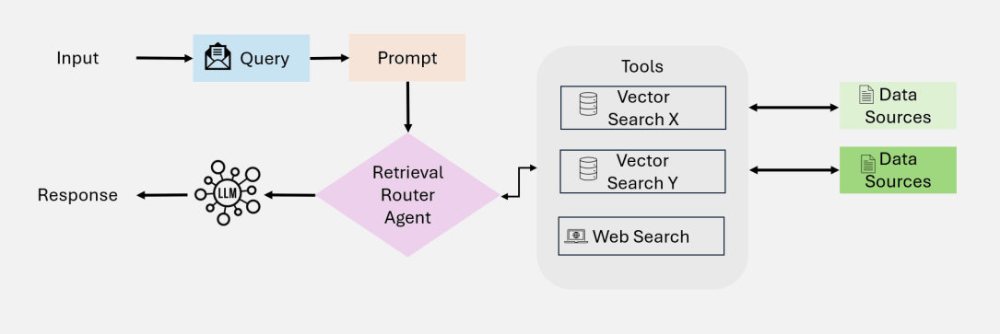 Input
Query
Prompt
Tools
Vector
Search X
Data
Sources
Vector
Search Y
Data
Sources
Web Search
Retrieval
Router
Agent
LLM
Response